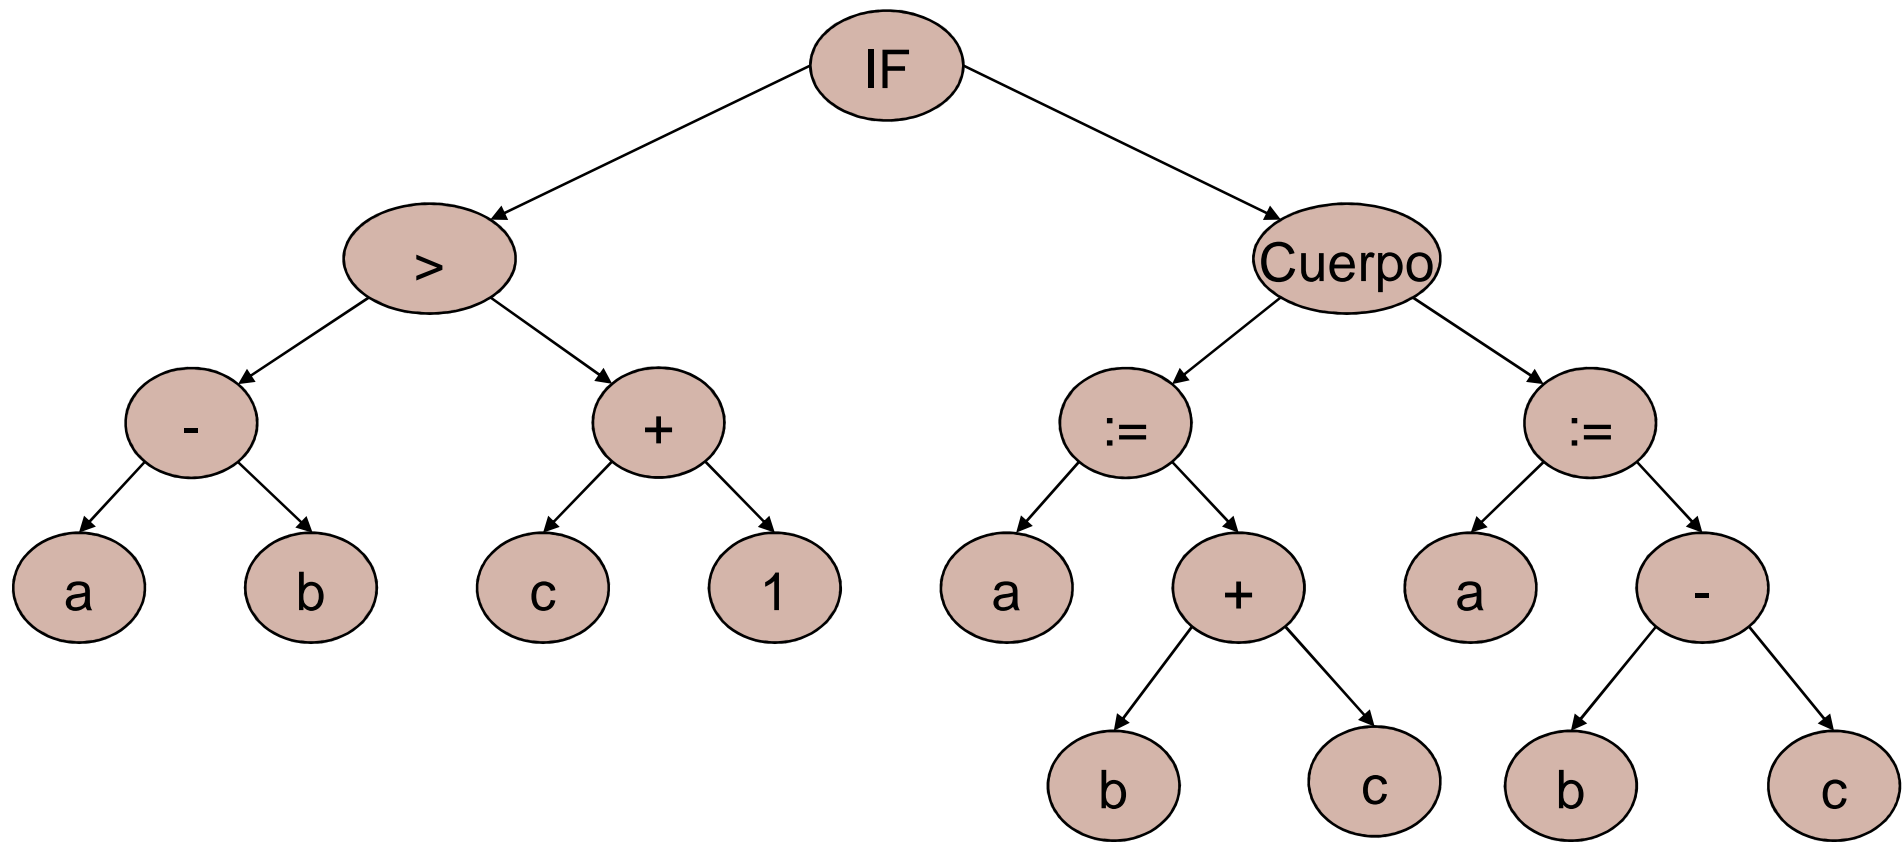 IF
> Cuerpo
- + := :=
a b c 1 a + a -
b c b c